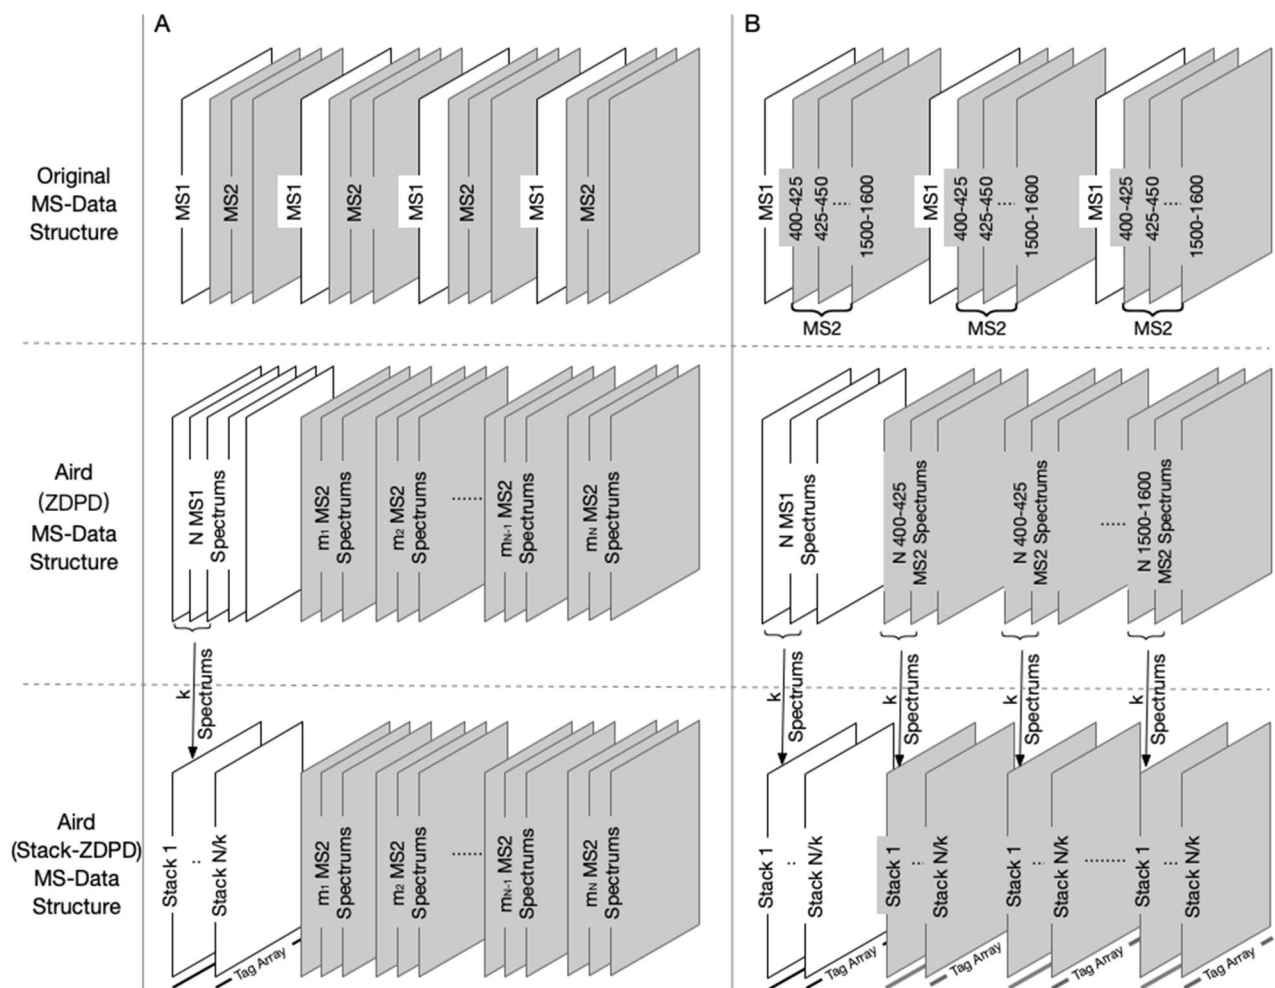 A
B
Original
MS-Data
Structure
MS1
MS2
MS1
MS2
MS1
MS2
MS1
MS2
MS1
400-425
425-450
.....
1500-1600
MS2
MS1
400-425
425-450
.....
1500-1600
MS2
MS1
400-425
425-450
.....
1500-1600
MS2
Aird
(ZDPD)
MS-Data
Structure
N MS1
Spectrums
m1 MS2
Spectrums
m2 MS2
Spectrums
.......
mN-1 MS2
Spectrums
mN MS2
Spectrums
N MS1
Spectrums
N 400-425
MS2 Spectrums
N 400-425
MS2 Spectrums
......
N 1500-1600
MS2 Spectrums
k
Spectrums
k
Spectrums
k
Spectrums
k
Spectrums
k
Spectrums
Aird
(Stack-ZDPD)
MS-Data
Structure
Stack 1
..
Stack N/k
Tag Array
m1 MS2
Spectrums
m2 MS2
Spectrums
.......
mN-1 MS2
Spectrums
mN MS2
Spectrums
Stack 1
..
Stack N/k
Tag Array
Stack 1
...
Stack N/k
Tag Array
Stack 1
...
Stack N/k
Tag Array
........
Stack 1
...
Stack N/k
Tag Array